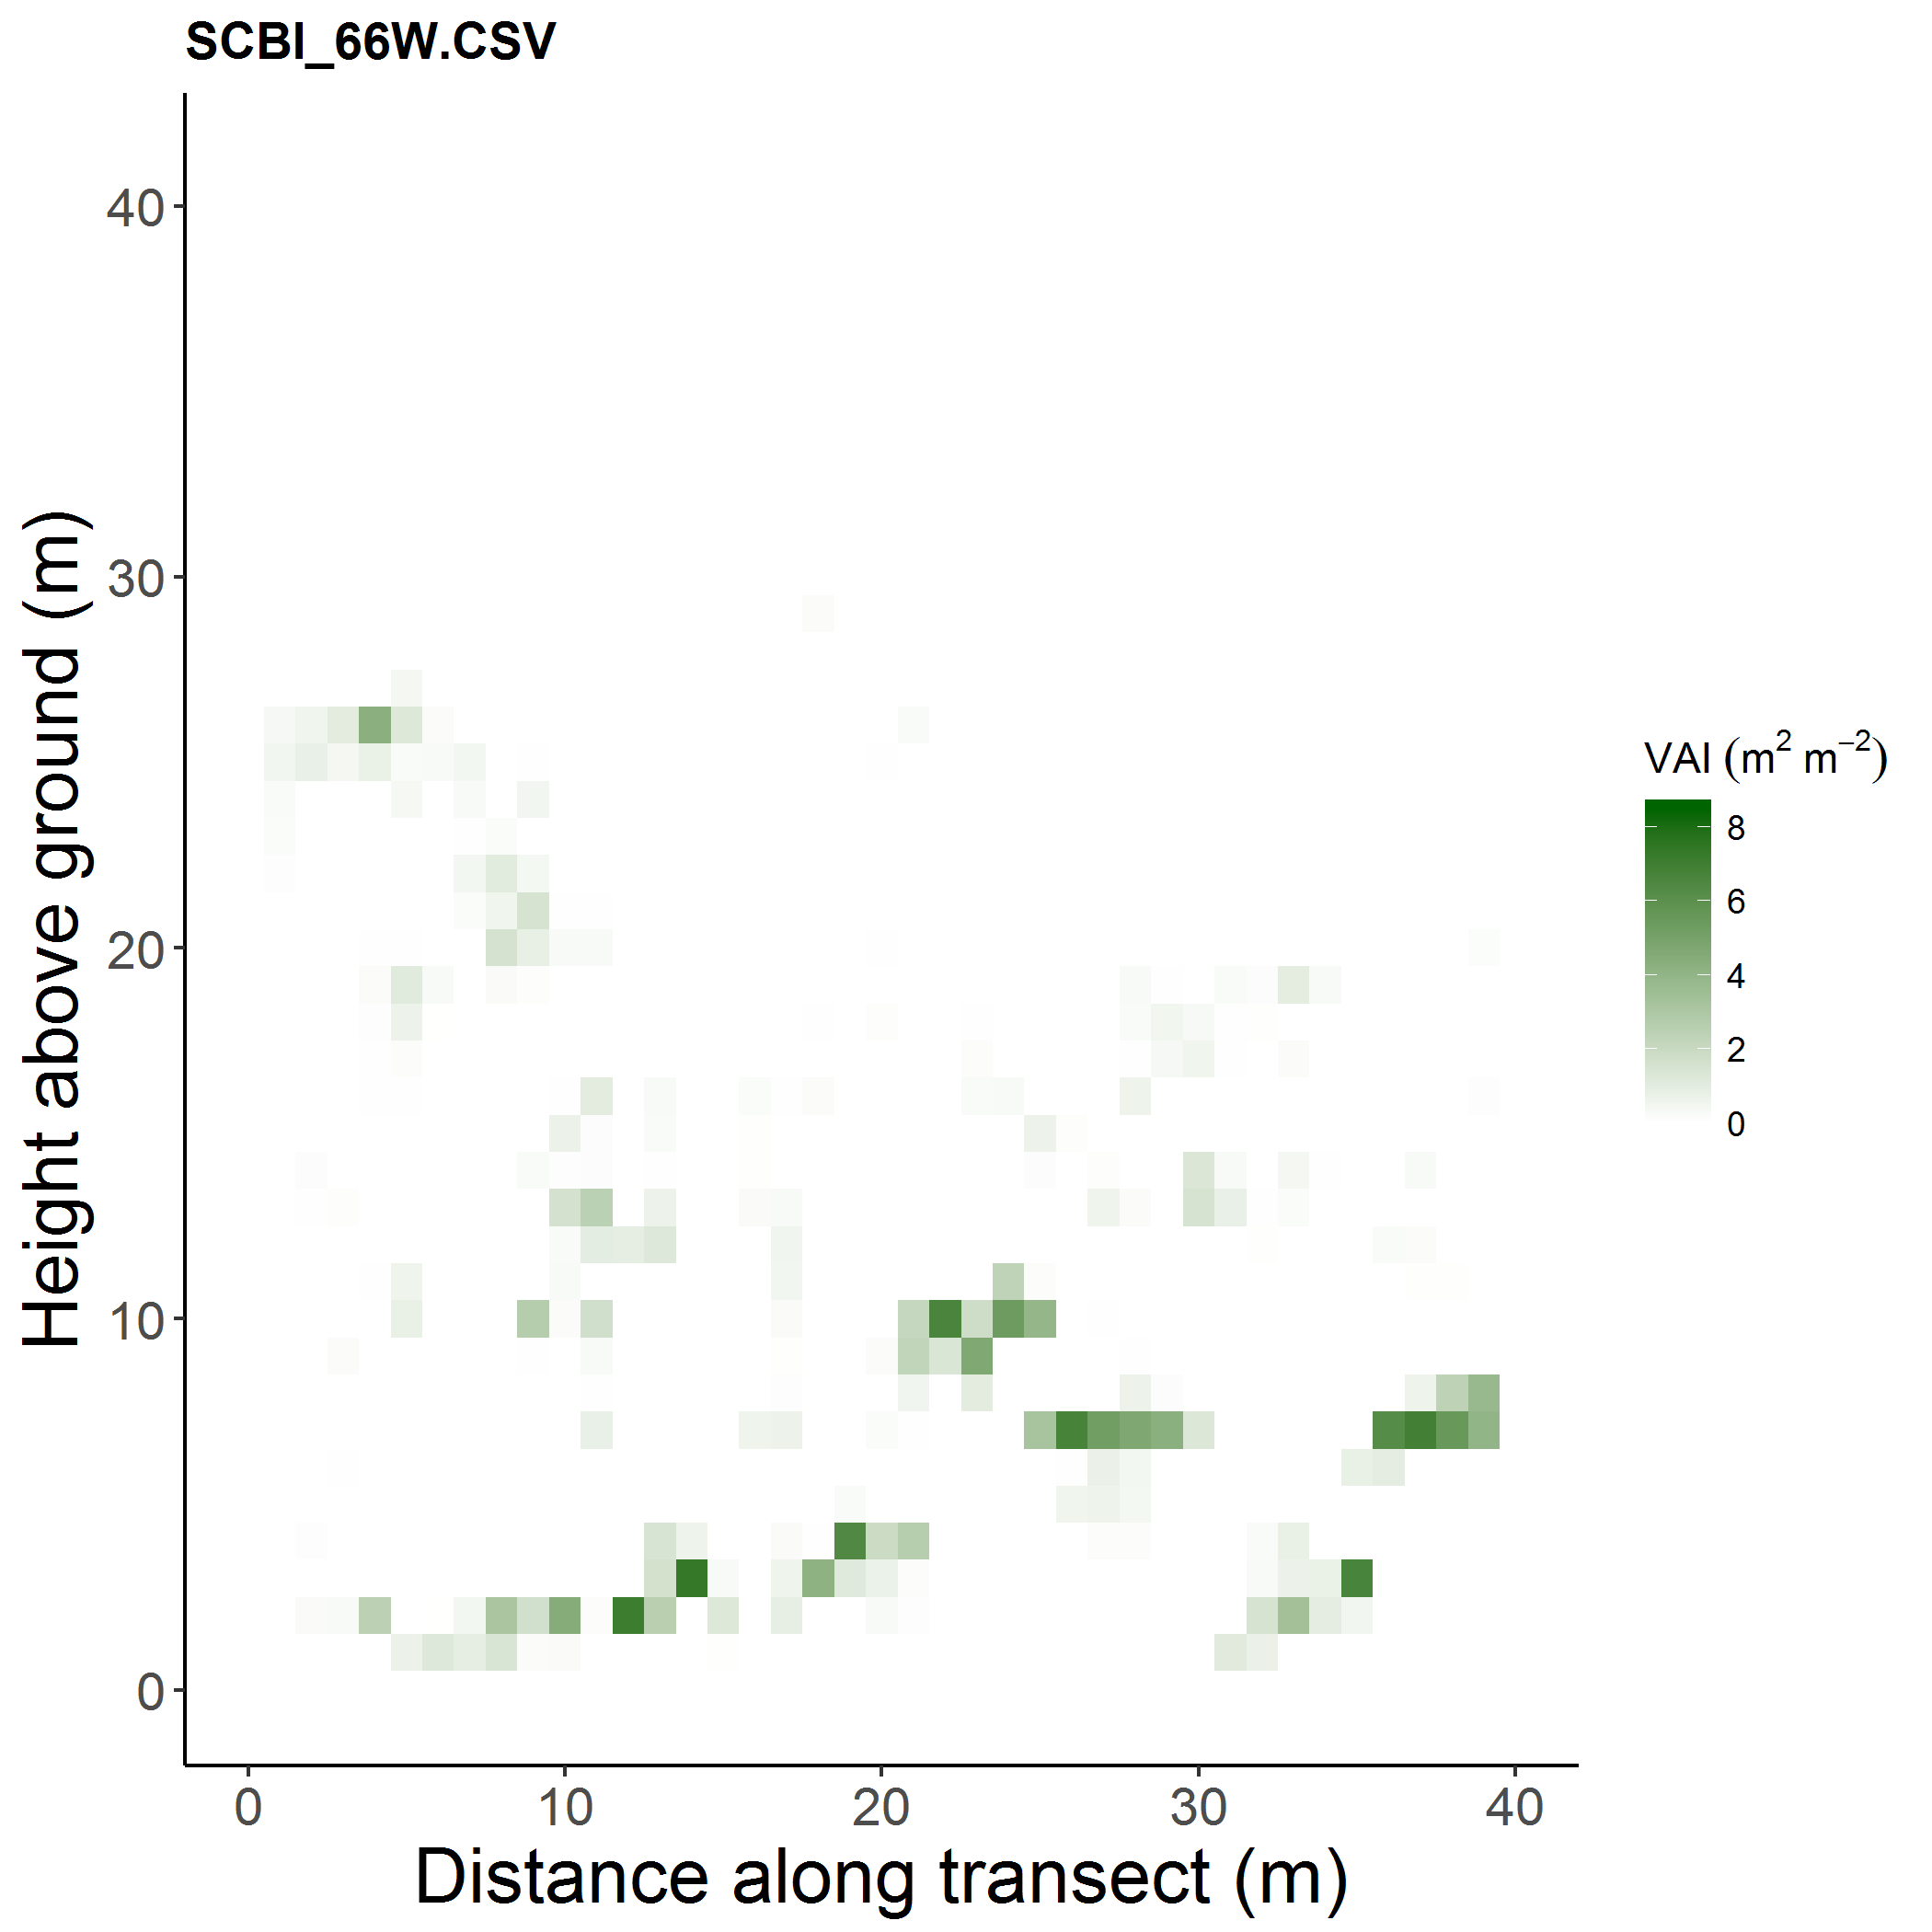 SCBI_66W.CSV
Height above ground (m)
40
30
20
10
0
0 10 20 30 40
Distance along transect (m)
VAI (m² m⁻²)
8
6
4
2
0